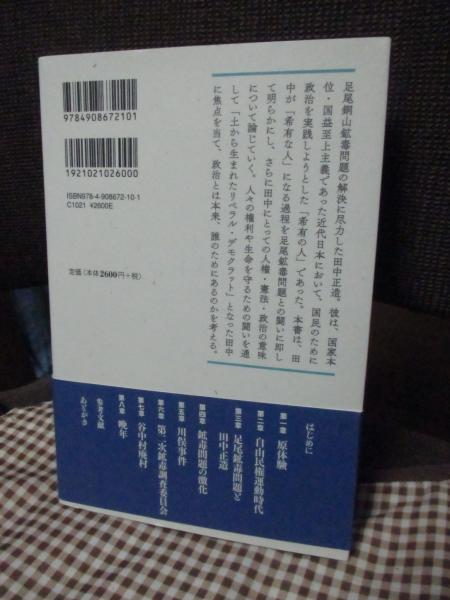 9784908672101
1921021026000
ISBN978-4-908672-10-1
C1021 ¥2600E
定価(本体2600円+税)
足尾銅山鉱毒問題の解決に尽力した田中正造。彼は、国家本
位・国益至上主義であった近代日本において、国民のために
政治を実践しようとした「希有の人」であった。本書は、田
中が「希有な人」になる過程を足尾鉱毒問題との闘いに即し
て明らかにし、さらに田中にとっての人権・憲法・政治の意味
について論じていく。人々の権利や生命を守るための闘いを通
して「土から生まれたリベラル・デモクラット」となった田中
に焦点を当て、政治とは本来、誰のためにあるのかを考える。
はじめに
第一章 原体験
第二章 自由民権運動時代
第三章 足尾鉱毒問題と
田中正造
第四章 鉱毒問題の激化
第五章 川俣事件
第六章 第二次鉱毒調査委員会
第七章 谷中村廃村
第八章 晩年
参考文献
あとがき